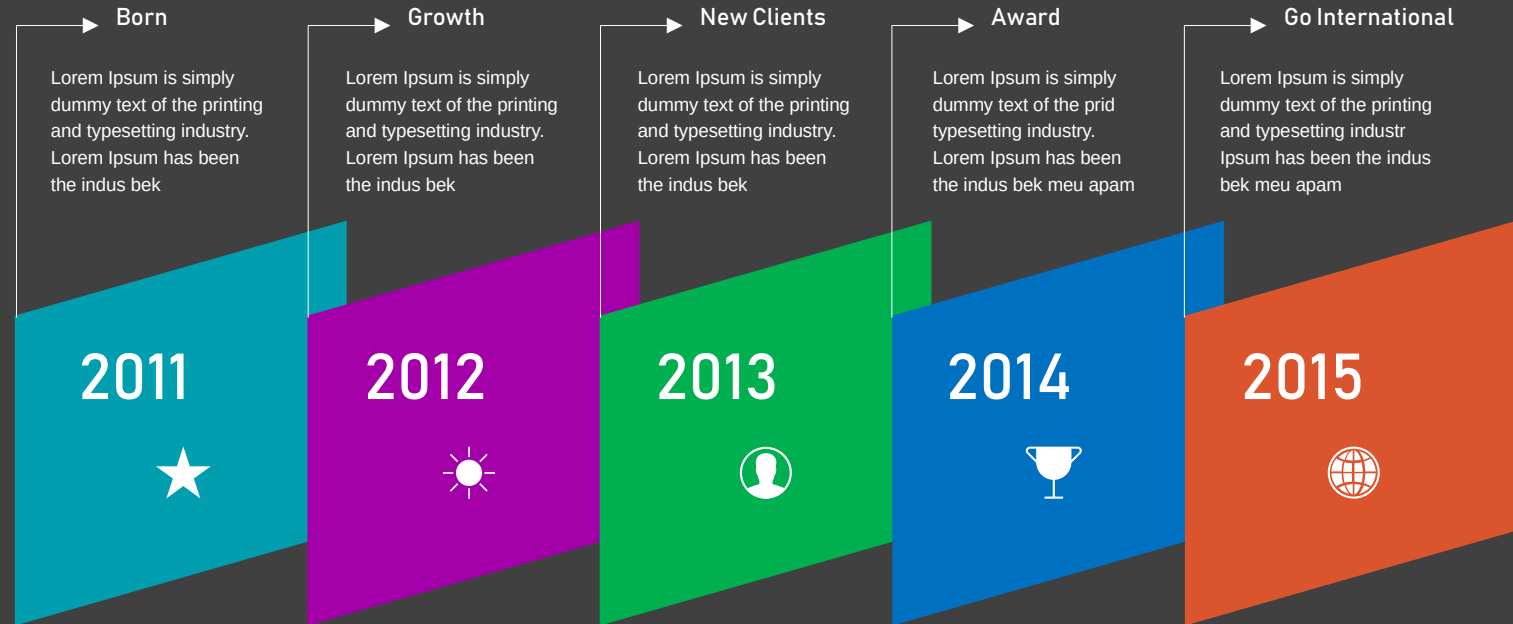 Born
Lorem Ipsum is simply
dummy text of the printing
and typesetting industry.
Lorem Ipsum has been
the indus bek
2011
Growth
Lorem Ipsum is simply
dummy text of the printing
and typesetting industry.
Lorem Ipsum has been
the indus bek
2012
New Clients
Lorem Ipsum is simply
dummy text of the printing
and typesetting industry.
Lorem Ipsum has been
the indus bek
2013
Award
Lorem Ipsum is simply
dummy text of the prid
typesetting industry.
Lorem Ipsum has been
the indus bek meu apam
2014
Go International
Lorem Ipsum is simply
dummy text of the printing
and typesetting industr
Ipsum has been the indus
bek meu apam
2015